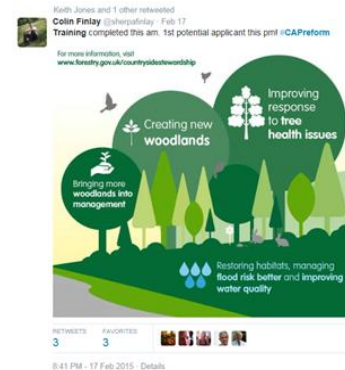 Keith Jones and 1 other retweeted
Colin Finlay @sherpafinlay · Feb 17
Training completed this am. 1st potential applicant this pm! #CAPreform
For more information, visit
www.forestry.gov.uk/countrysidestewardship
Improving
response
to tree
health issues
Creating new
woodlands
Bringing more
woodlands into
management
Restoring habitats, managing
flood risk better and improving
water quality
RETWEETS FAVORITES
3 3
8:41 PM - 17 Feb 2015 · Details